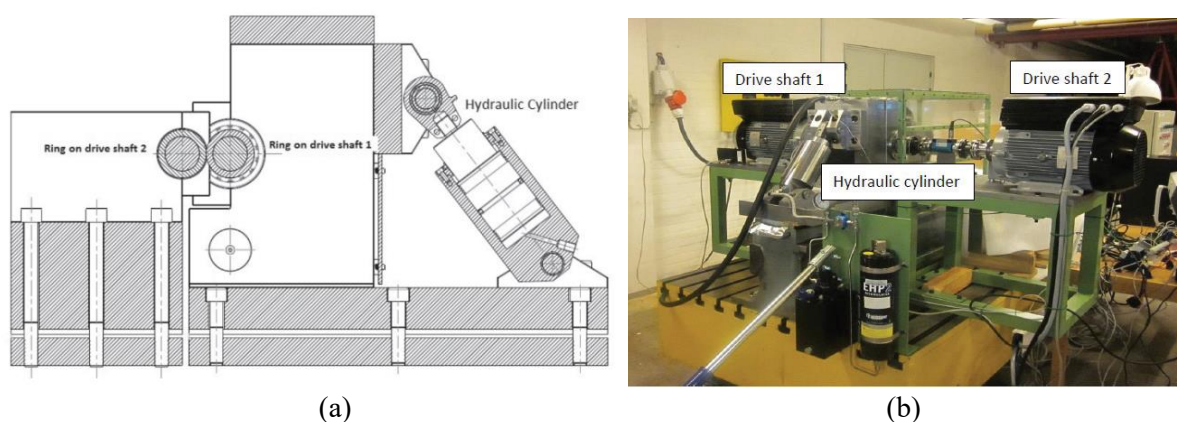 Hydraulic Cylinder
Ring on drive shaft 2
Ring on drive shaft 1
(a)
Drive shaft 1
Drive shaft 2
Hydraulic cylinder
EHP
(b)